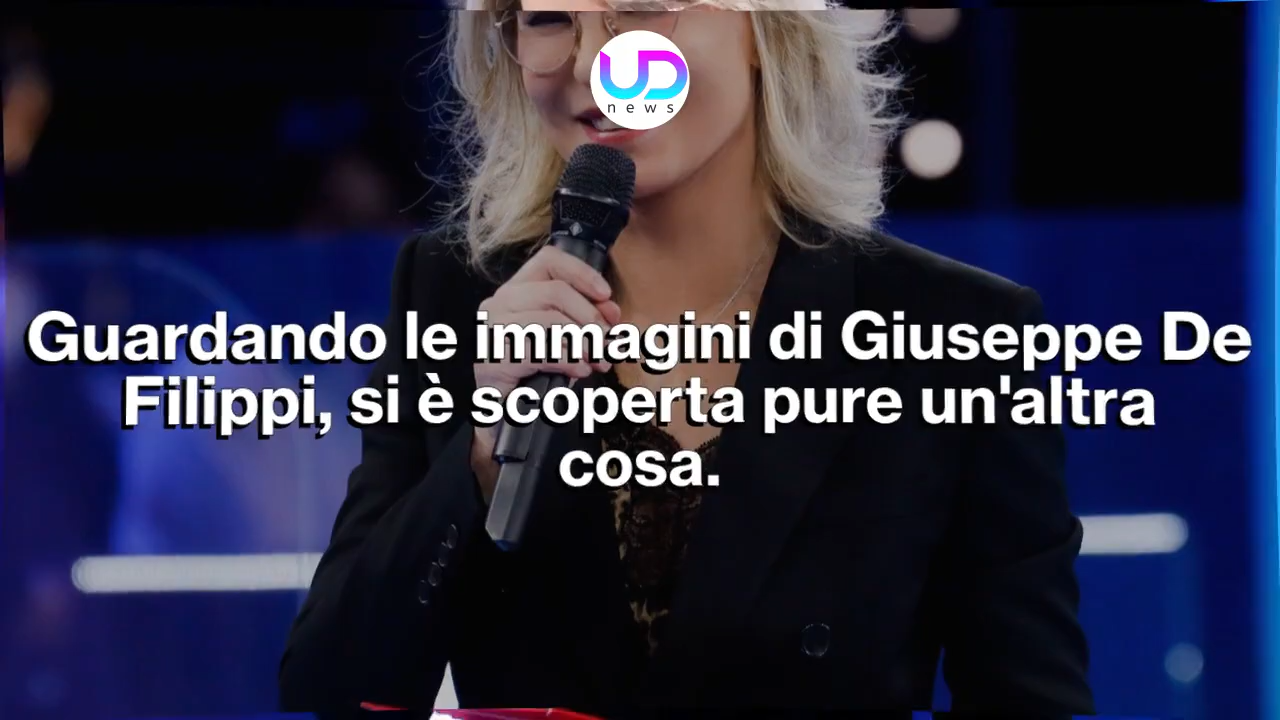 UD
news
Guardando le immagini di Giuseppe De
Filippi, si è scoperta pure un'altra
cosa.